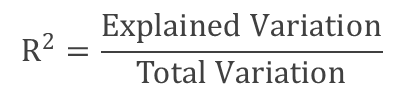 R² = Explained Variation / Total Variation